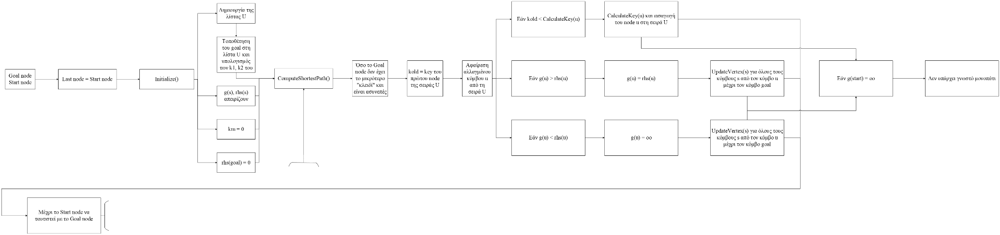 Goal node
Start node
Last node = Start node
Initialize()
Δημιουργία της
λίστας U
Τοποθέτηση
του goal στη
λίστα U και
υπολογισμός
των k1, k2 του
g(s), rhs(s)
απειρίζουν
km = 0
rhs(goal) = 0
ComputeShortestPath()
Όσο το Goal
node δεν έχει
το μικρότερο
"κλειδί" και
είναι ασυνεπές
kold = key του
πρώτου node
της σειράς U
Αφαίρεση
αλλαγμένου
κόμβου u
από τη
σειρά U
Εάν kold < CalculateKey(u)
CalculateKey(u) και εισαγωγή
του node u στη σειρά U
Εάν g(u) > rhs(u)
g(u) = rhs(u)
UpdateVertex(s) για όλους τους
κόμβους s από τον κόμβο u
μέχρι τον κόμβο goal
Εάν g(u) < rhs(u)
g(u) = oo
UpdateVertex(s) για όλους τους
κόμβους s από τον κόμβο u
μέχρι τον κόμβο goal
Εάν g(start) = oo
Δεν υπάρχει γνωστό μονοπάτι
Μέχρι το Start node να
ταυτιστεί με το Goal node